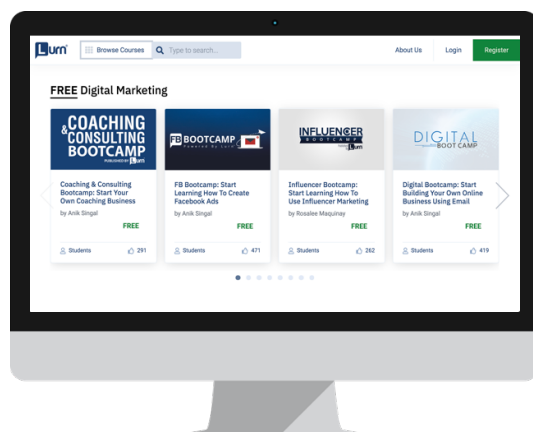 Lurn
Browse Courses
Type to search...
About Us
Login
Register
FREE Digital Marketing
COACHING
& CONSULTING
BOOTCAMP
PUBLISHED BY Lurn
FB BOOTCAMP
Powered by Lurn
INFLUENCER
BOOTCAMP
Lurn
DIGITAL
BOOT CAMP
Coaching & Consulting
Bootcamp: Start Your
Own Coaching Business
by Anik Singal
FREE
Students
291
FB Bootcamp: Start
Learning How To Create
Facebook Ads
by Anik Singal
FREE
Students
471
Influencer Bootcamp:
Start Learning How To
Use Influencer Marketing
by Rosalee Maquinay
FREE
Students
262
Digital Bootcamp: Start
Building Your Own Online
Business Using Email
by Anik Singal
FREE
Students
419